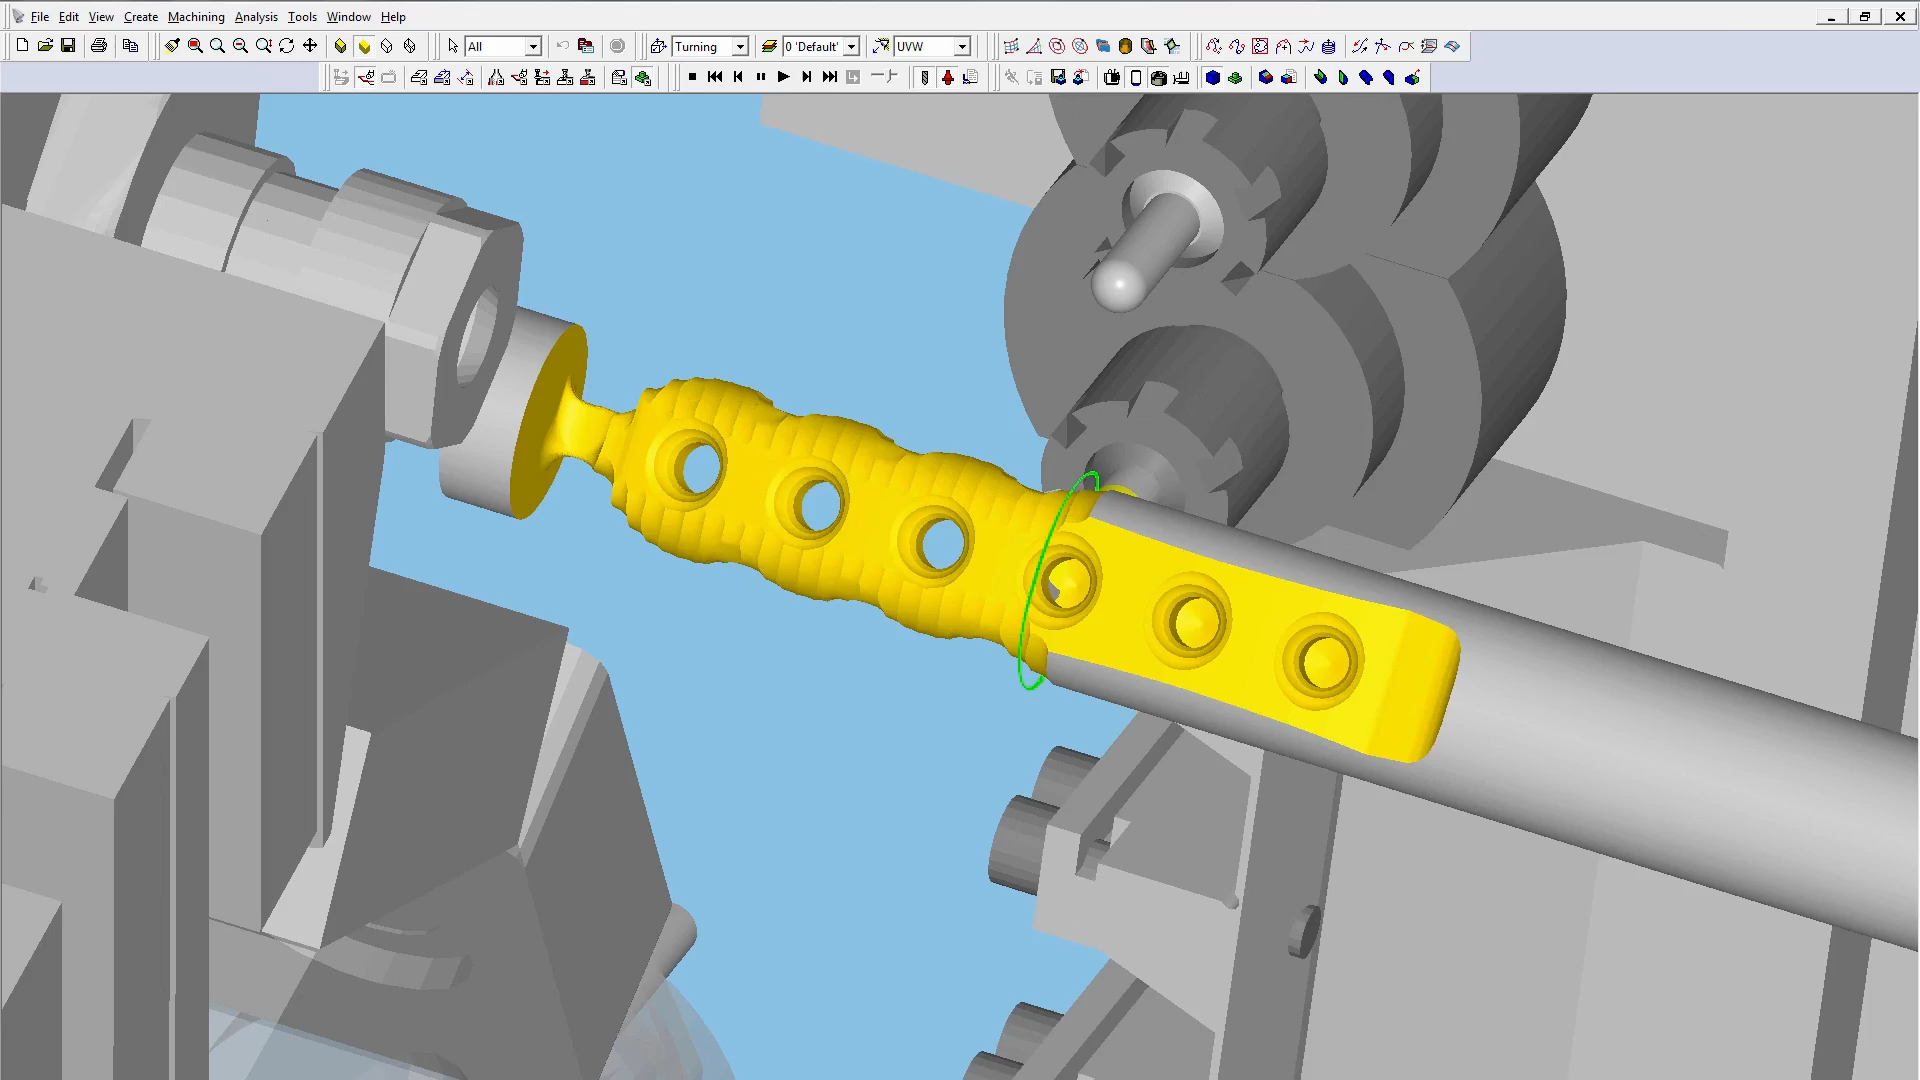 File Edit View Create Machining Analysis Tools Window Help
All Turning 0 'Default' UVW